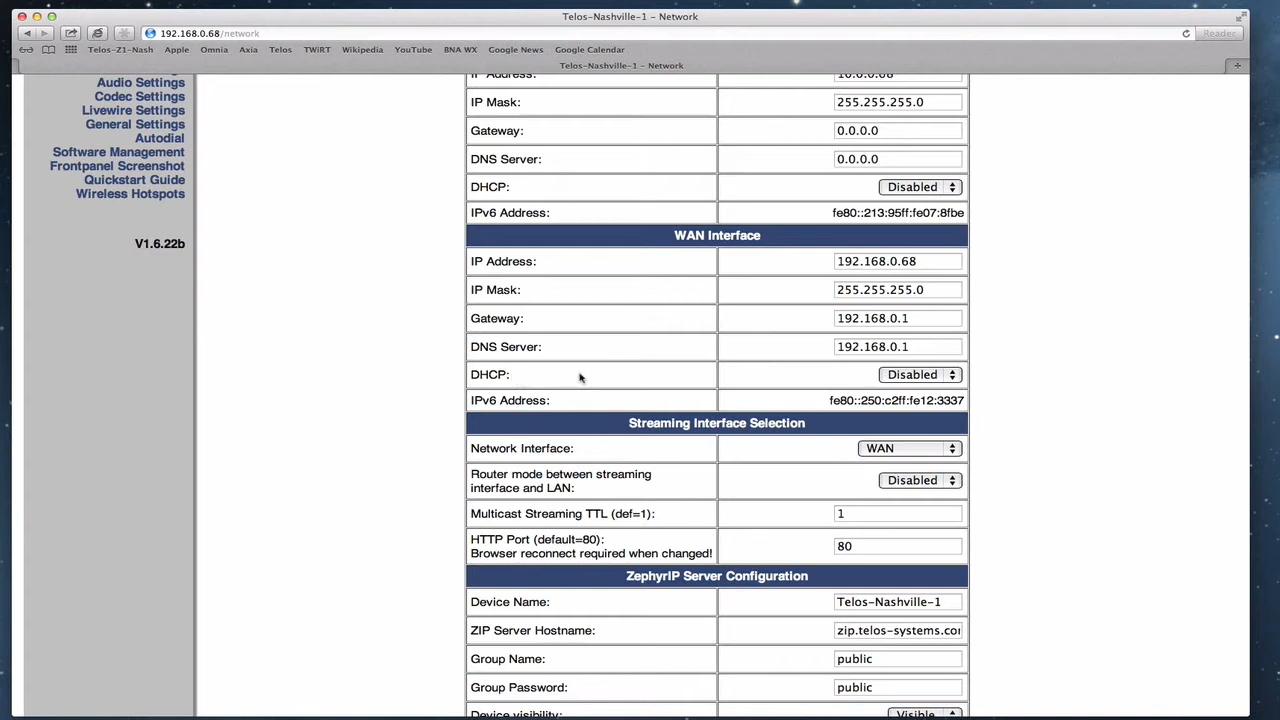 Telos-Nashville-1 – Network
192.168.0.68/network
Reader
Telos-Z1-Nash Apple Omnia Axia Telos TWiRT Wikipedia YouTube BNA WX Google News Google Calendar
Telos-Nashville-1 – Network
Audio Settings
Codec Settings
Livewire Settings
General Settings
Autodial
Software Management
Frontpanel Screenshot
Quickstart Guide
Wireless Hotspots
V1.6.22b
IP Address:
IP Mask: 255.255.255.0
Gateway: 0.0.0.0
DNS Server: 0.0.0.0
DHCP: Disabled
IPv6 Address: fe80::213:95ff:fe07:8fbe
WAN Interface
IP Address: 192.168.0.68
IP Mask: 255.255.255.0
Gateway: 192.168.0.1
DNS Server: 192.168.0.1
DHCP: Disabled
IPv6 Address: fe80::250:c2ff:fe12:3337
Streaming Interface Selection
Network Interface: WAN
Router mode between streaming
interface and LAN: Disabled
Multicast Streaming TTL (def=1): 1
HTTP Port (default=80):
Browser reconnect required when changed! 80
ZephyrIP Server Configuration
Device Name: Telos-Nashville-1
ZIP Server Hostname: zip.telos-systems.co
Group Name: public
Group Password: public
Device visibility: Visible